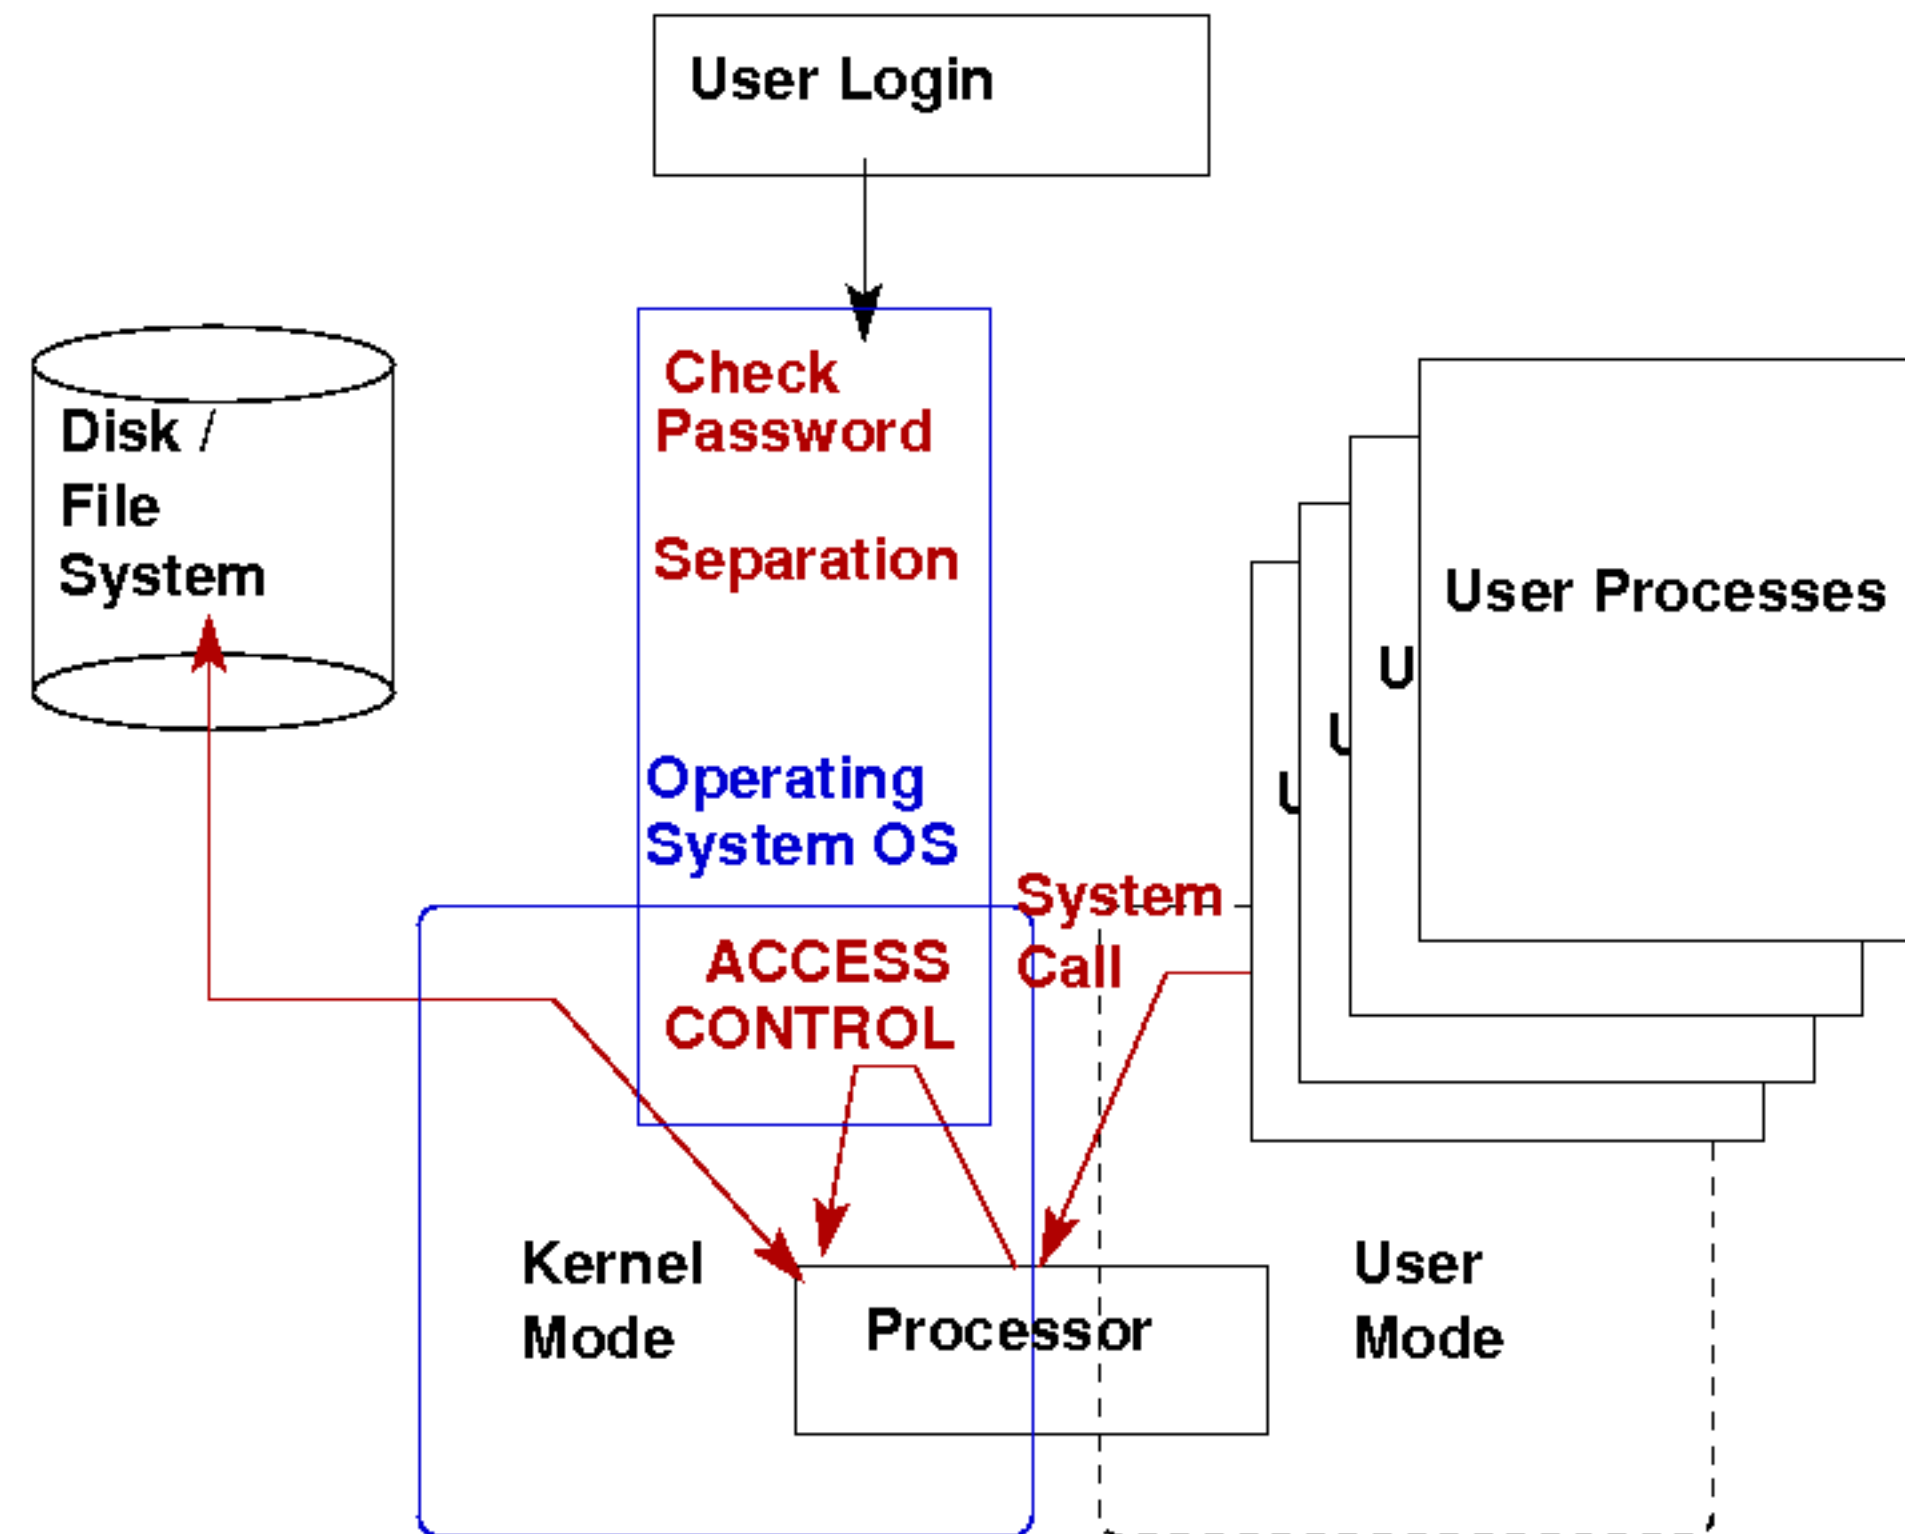 User Login
Check
Password
Separation
Operating
System OS
ACCESS
CONTROL
Disk /
File
System
System
Call
User Processes
U
U
U
Kernel
Mode
Processor
User
Mode